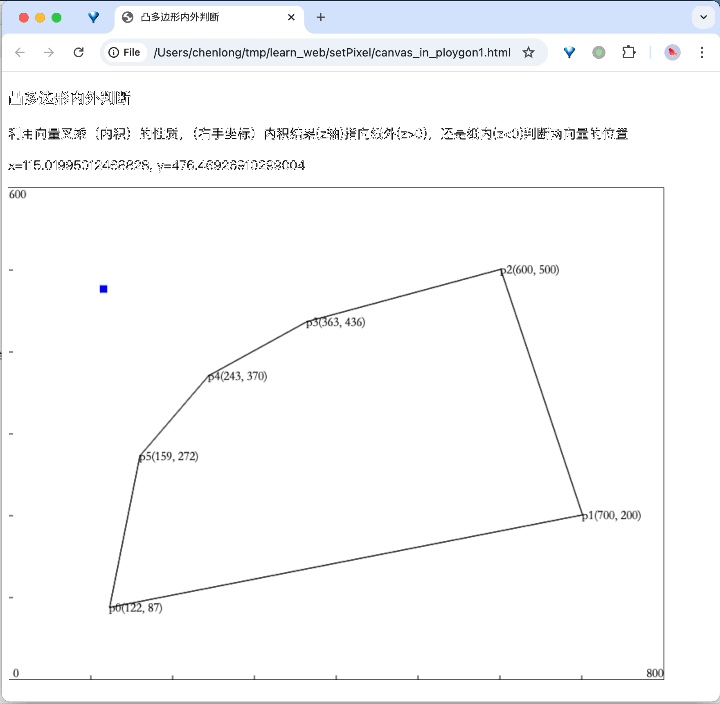 凸多边形内外判断
File /Users/chenlong/tmp/learn_web/setPixel/canvas_in_ploygon1.html
凸多边形内外判断
利用向量叉乘（内积）的性质，（右手坐标）内积结果(z轴)指向纸外(z>0)，还是纸内(z<0)判断两向量的位置
x=115.01995012468828, y=476.46928910289004
600
p2(600, 500)
p3(363, 436)
p4(243, 370)
p5(159, 272)
p1(700, 200)
p0(122, 87)
0
800